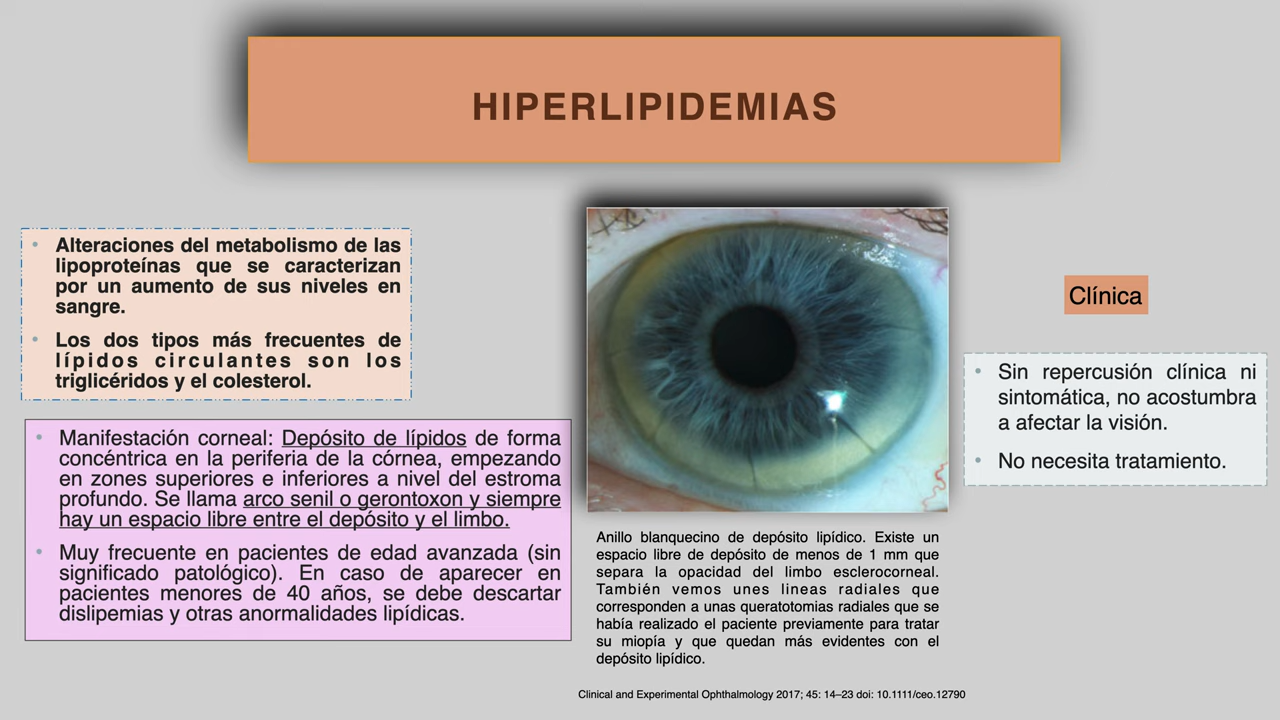 HIPERLIPIDEMIAS
• Alteraciones del metabolismo de las
lipoproteínas que se caracterizan
por un aumento de sus niveles en
sangre.
• Los dos tipos más frecuentes de
lípidos circulantes son los
triglicéridos y el colesterol.
• Manifestación corneal: Depósito de lípidos de forma
concéntrica en la periferia de la córnea, empezando
en zonas superiores e inferiores a nivel del estroma
profundo. Se llama arco senil o gerontoxon y siempre
hay un espacio libre entre el depósito y el limbo.
• Muy frecuente en pacientes de edad avanzada (sin
significado patológico). En caso de aparecer en
pacientes menores de 40 años, se debe descartar
dislipemias y otras anormalidades lipídicas.
Anillo blanquecino de depósito lipídico. Existe un
espacio libre de depósito de menos de 1 mm que
separa la opacidad del limbo esclerocorneal.
También vemos unes lineas radiales que
corresponden a unas queratotomias radiales que se
había realizado el paciente previamente para tratar
su miopía y que quedan más evidentes con el
depósito lipídico.
Clinical and Experimental Ophthalmology 2017; 45: 14–23 doi: 10.1111/ceo.12790
Clínica
• Sin repercusión clínica ni
sintomática, no acostumbra
a afectar la visión.
• No necesita tratamiento.